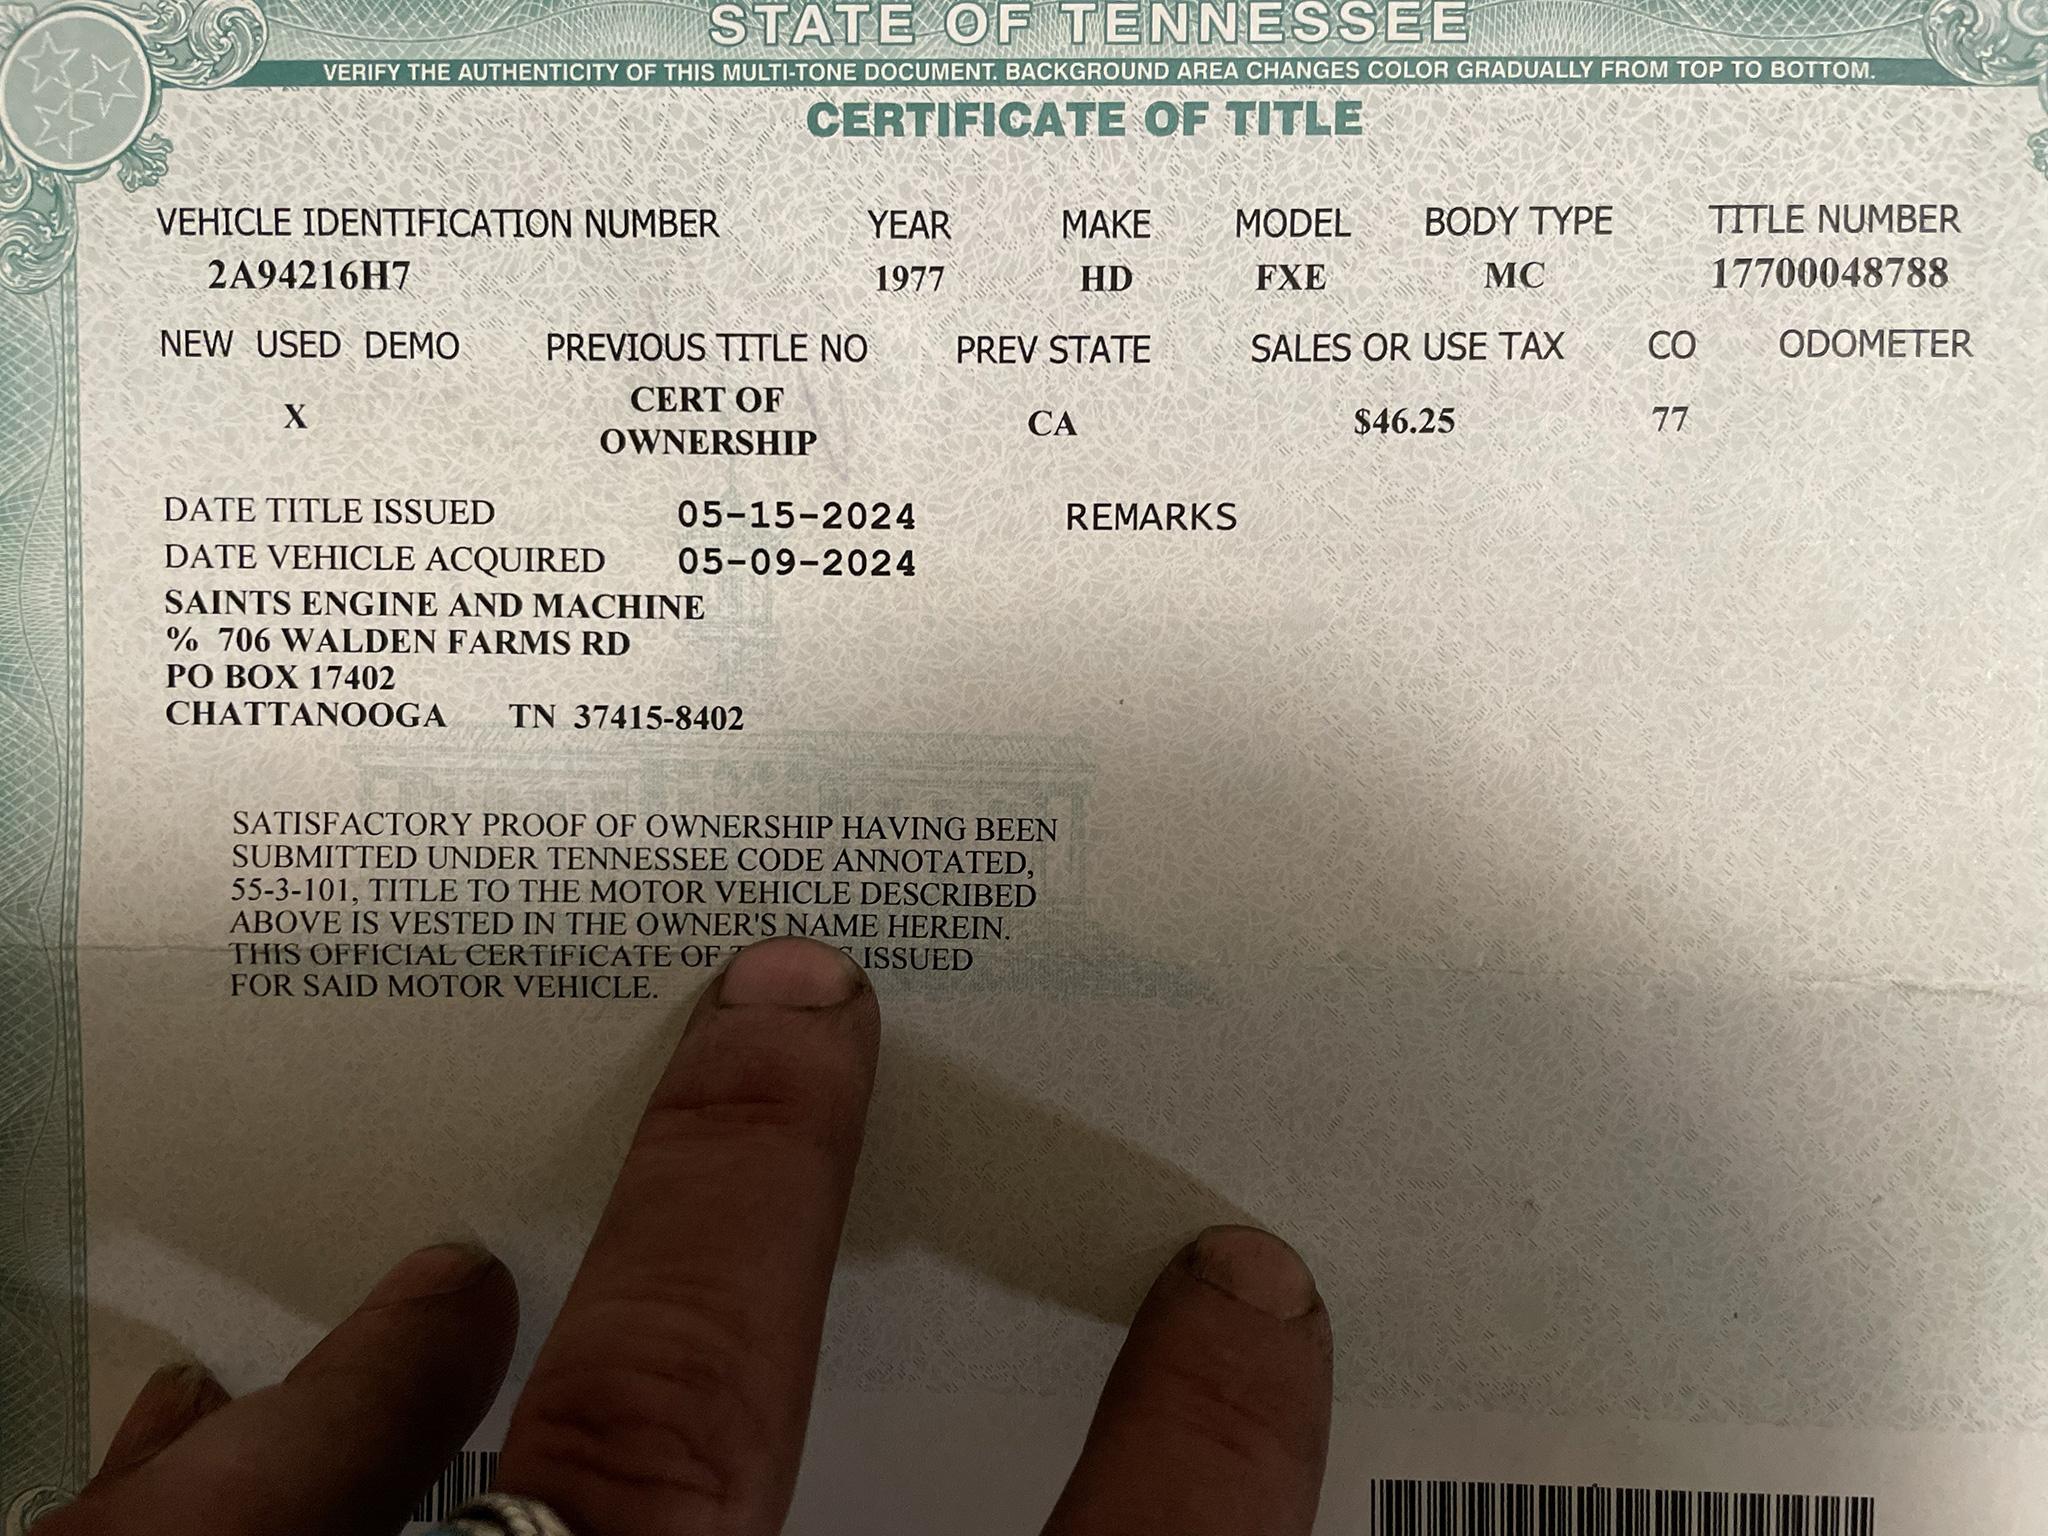 STATE OF TENNESSEE
VERIFY THE AUTHENTICITY OF THIS MULTI-TONE DOCUMENT. BACKGROUND AREA CHANGES COLOR GRADUALLY FROM TOP TO BOTTOM.
CERTIFICATE OF TITLE
VEHICLE IDENTIFICATION NUMBER YEAR MAKE MODEL BODY TYPE TITLE NUMBER
2A94216H7 1977 HD FXE MC 17700048788
NEW USED DEMO PREVIOUS TITLE NO PREV STATE SALES OR USE TAX CO ODOMETER
X CERT OF OWNERSHIP CA $46.25 77
DATE TITLE ISSUED 05-15-2024 REMARKS
DATE VEHICLE ACQUIRED 05-09-2024
SAINTS ENGINE AND MACHINE
% 706 WALDEN FARMS RD
PO BOX 17402
CHATTANOOGA TN 37415-8402
SATISFACTORY PROOF OF OWNERSHIP HAVING BEEN
SUBMITTED UNDER TENNESSEE CODE ANNOTATED,
55-3-101, TITLE TO THE MOTOR VEHICLE DESCRIBED
ABOVE IS VESTED IN THE OWNER'S NAME HEREIN.
THIS OFFICIAL CERTIFICATE OF ISSUED
FOR SAID MOTOR VEHICLE.